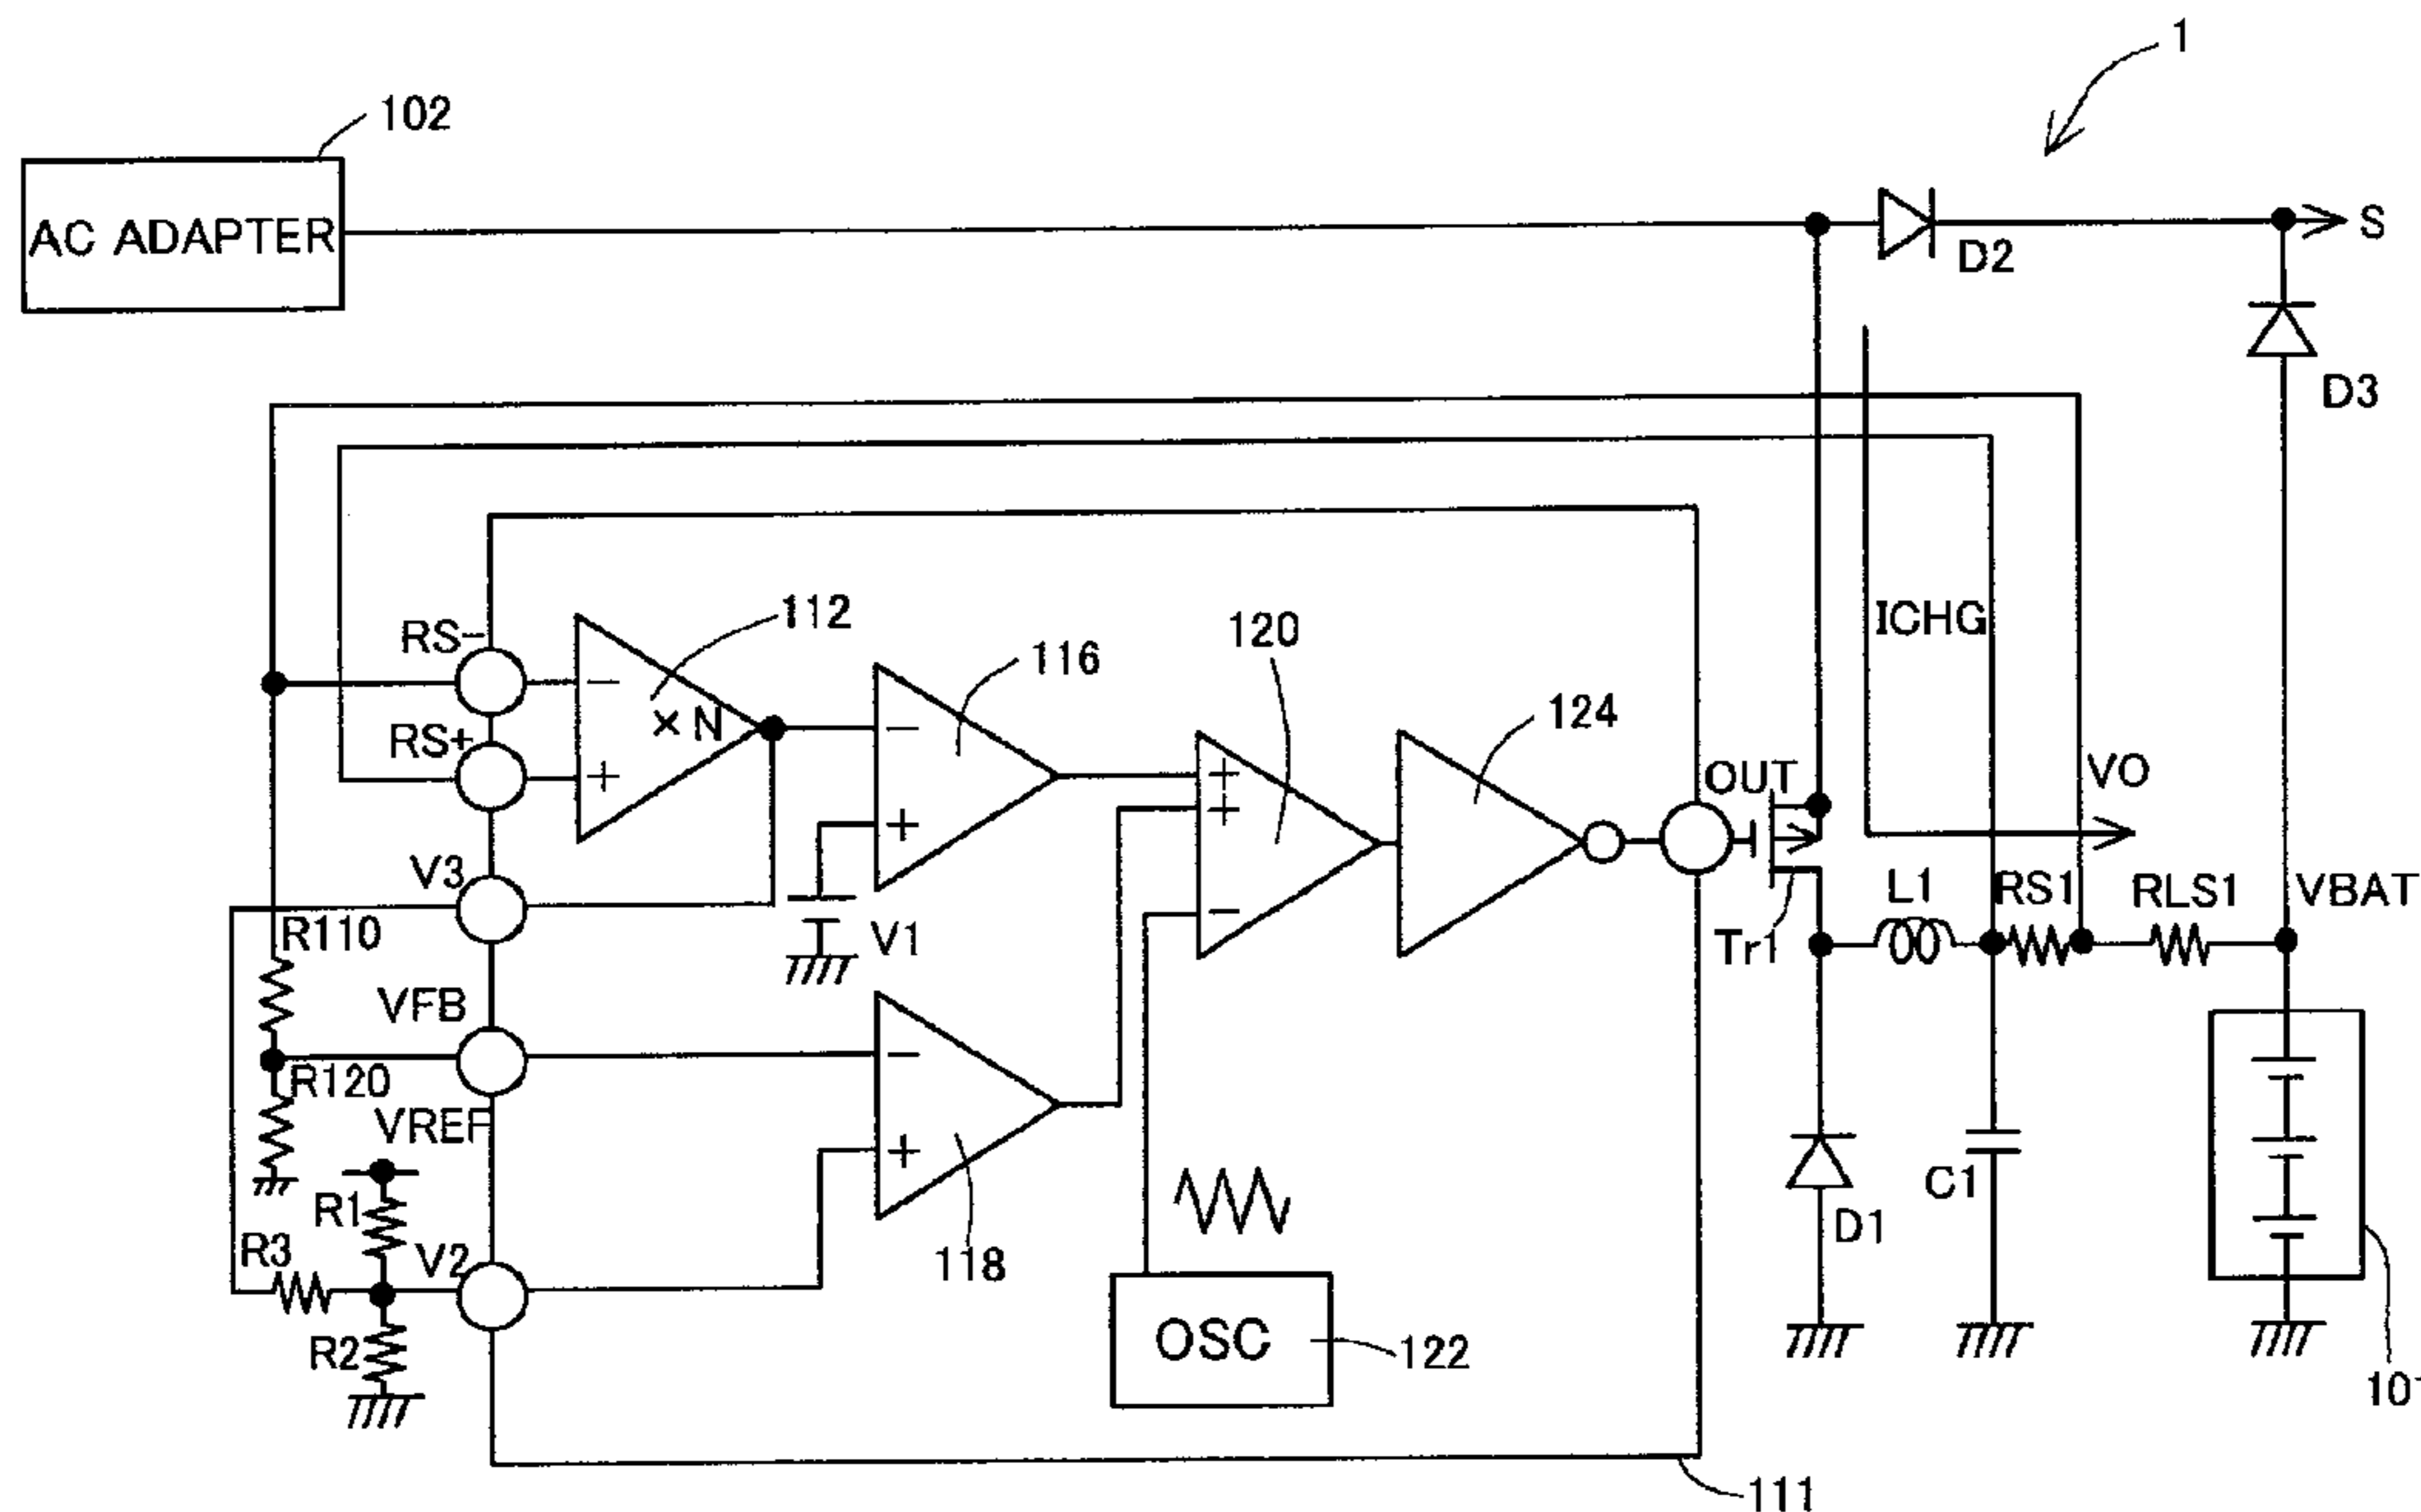 1
102
AC ADAPTER
S
D2
D3
ICHG
RS-
112
120
116
× N
124
RS+
OUT
VO
V3
L1
RS1
RLS1
VBAT
R110
V1
Tr1
VFB
R120
VREF
R1
C1
D1
R3
V2
118
R2
OSC
122
111